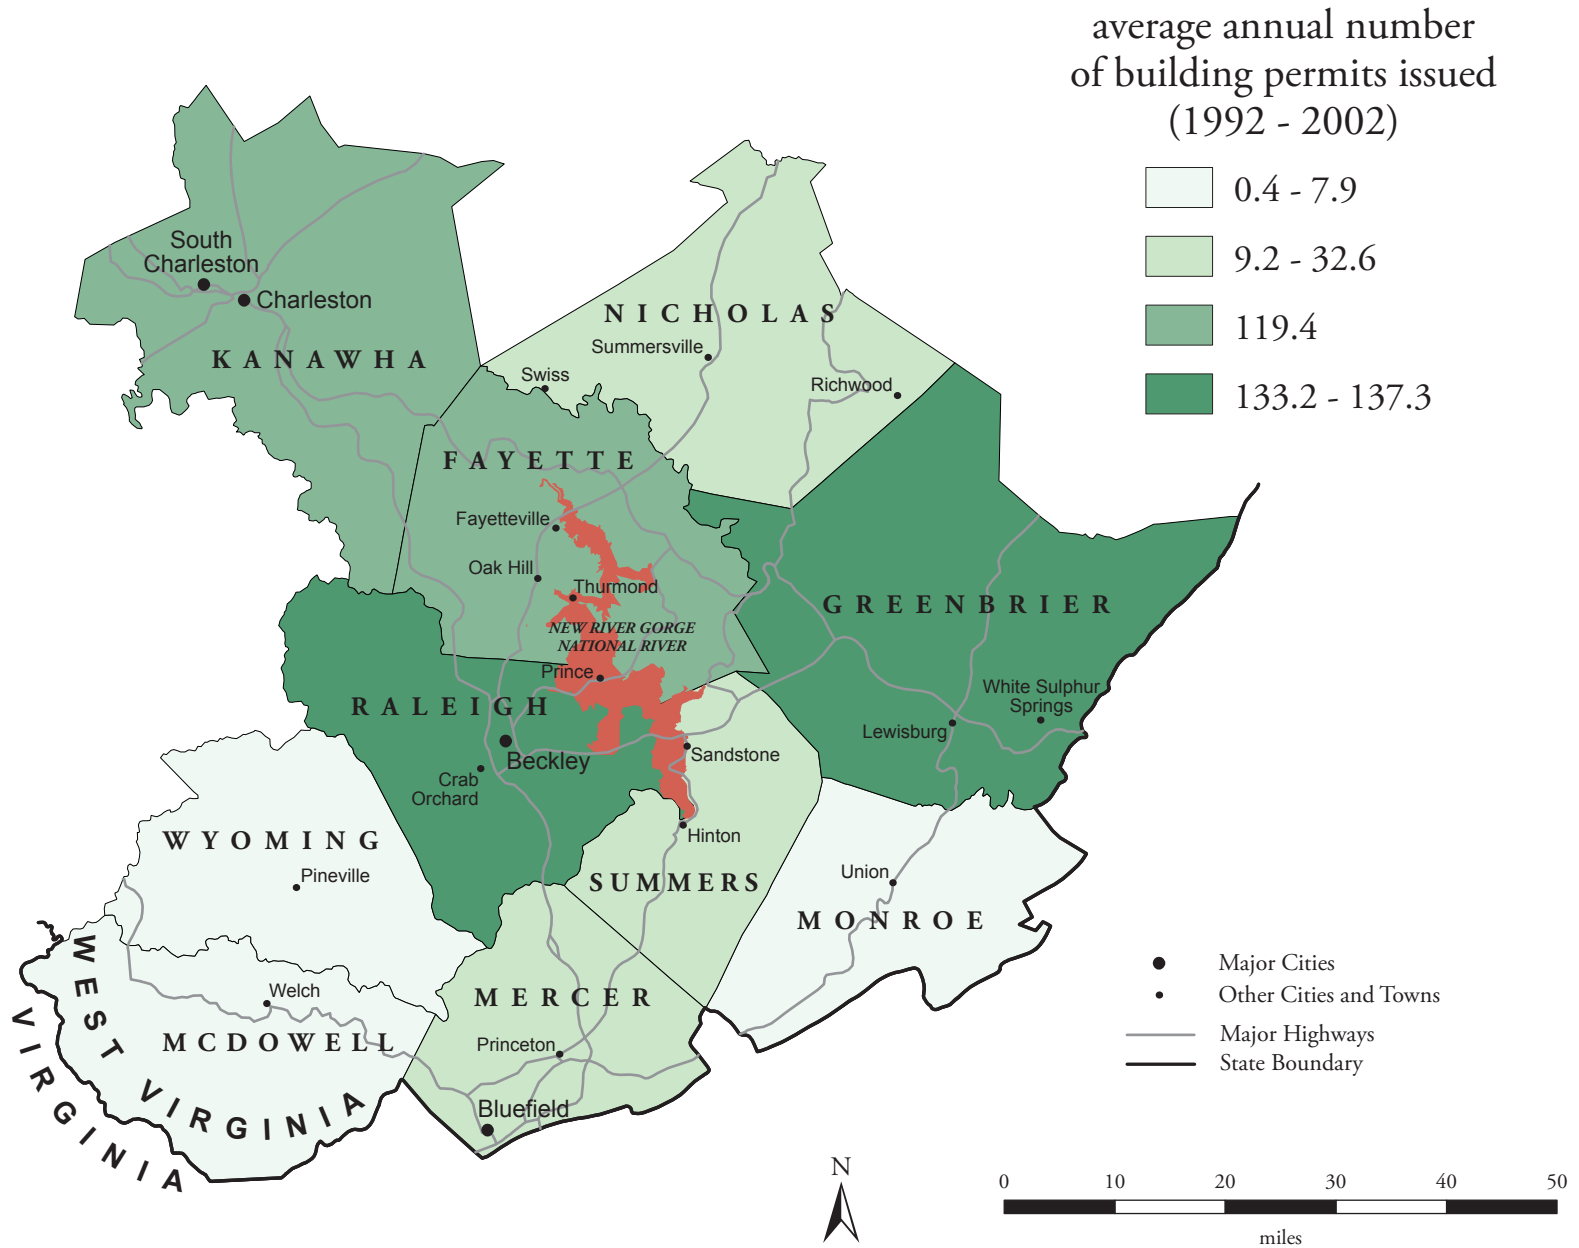 average annual number
of building permits issued
(1992 - 2002)
0.4 - 7.9
9.2 - 32.6
119.4
133.2 - 137.3
South
Charleston
Charleston
KANAWHA
NICHOLAS
Summersville
Swiss
Richwood
FAYETTE
Fayetteville
Oak Hill
Thurmond
NEW RIVER GORGE
NATIONAL RIVER
Prince
GREENBRIER
White Sulphur
Springs
Lewisburg
RALEIGH
Beckley
Crab
Orchard
Sandstone
Hinton
SUMMERS
WYOMING
Pineville
Union
MONROE
MERCER
Princeton
Bluefield
Welch
MCDOWELL
WEST VIRGINIA
VIRGINIA
Major Cities
Other Cities and Towns
Major Highways
State Boundary
N
0 10 20 30 40 50
miles